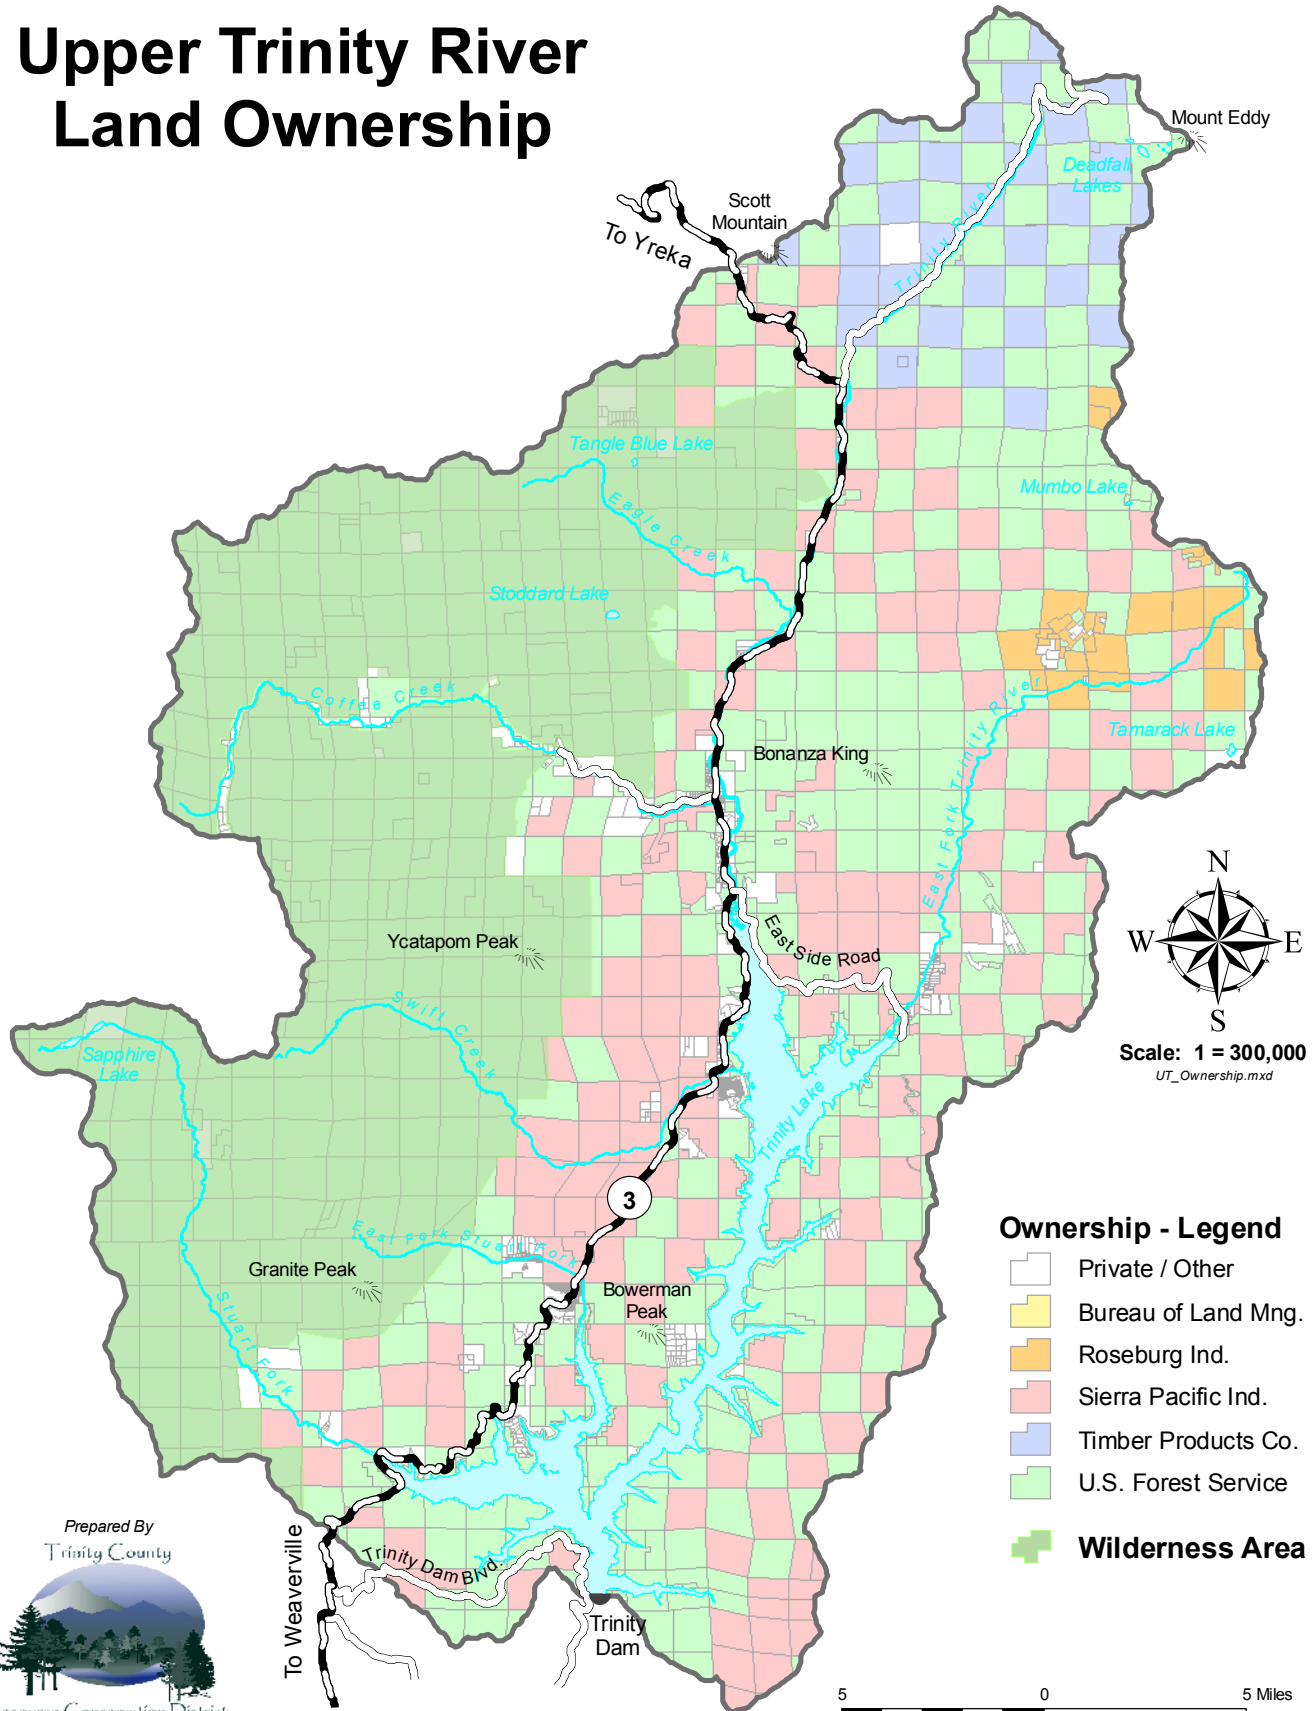 Upper Trinity River
Land Ownership
Mount Eddy
Deadfall
Lakes
Scott
Mountain
To Yreka
Trinity River
Tangle Blue Lake
Mumbo Lake
Eagle Creek
Stoddard Lake
Coffee Creek
East Fork Trinity River
Tamarack Lake
Bonanza King
N
W
E
S
Ycatapom Peak
East Side Road
Swift Creek
Sapphire
Lake
Scale: 1 = 300,000
UT_Ownership.mxd
Trinity Lake
3
East Fork Stuart Fork
Granite Peak
Bowerman
Peak
Stuart Fork
Ownership - Legend
Private / Other
Bureau of Land Mng.
Roseburg Ind.
Sierra Pacific Ind.
Timber Products Co.
U.S. Forest Service
Wilderness Area
Prepared By
Trinity County
To Weaverville
Trinity Dam Blvd.
Trinity
Dam
Conservation District
5
0
5 Miles